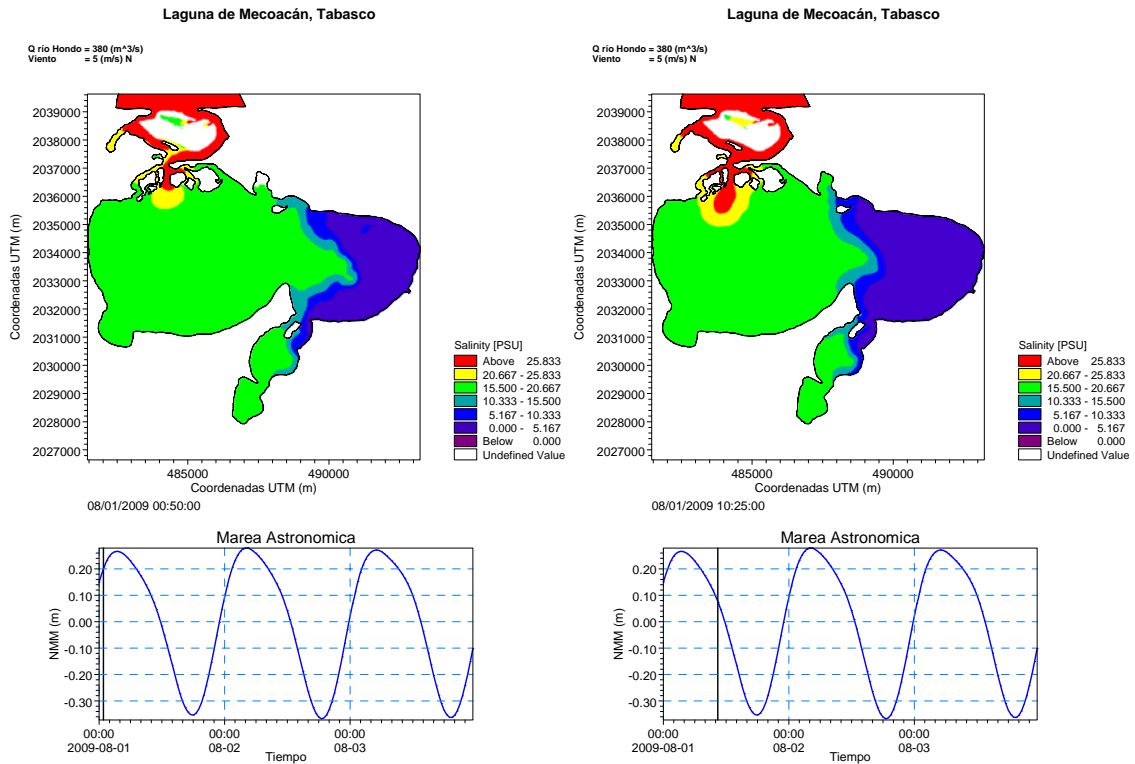 Laguna de Mecoacán, Tabasco
Q río Hondo = 380 (m^3/s)
Viento = 5 (m/s) N
2039000
2038000
2037000
2036000
2035000
2034000
2033000
2032000
2031000
2030000
2029000
2028000
2027000
Coordenadas UTM (m)
485000 490000
Coordenadas UTM (m)
Salinity [PSU]
Above 25.833
20.667 - 25.833
15.500 - 20.667
10.333 - 15.500
5.167 - 10.333
0.000 - 5.167
Below 0.000
Undefined Value
08/01/2009 00:50:00
Marea Astronomica
0.20
0.10
0.00
-0.10
-0.20
-0.30
NMM (m)
00:00 00:00 00:00
2009-08-01 08-02 08-03
Tiempo
Laguna de Mecoacán, Tabasco
Q río Hondo = 380 (m^3/s)
Viento = 5 (m/s) N
2039000
2038000
2037000
2036000
2035000
2034000
2033000
2032000
2031000
2030000
2029000
2028000
2027000
Coordenadas UTM (m)
485000 490000
Coordenadas UTM (m)
Salinity [PSU]
Above 25.833
20.667 - 25.833
15.500 - 20.667
10.333 - 15.500
5.167 - 10.333
0.000 - 5.167
Below 0.000
Undefined Value
08/01/2009 10:25:00
Marea Astronomica
0.20
0.10
0.00
-0.10
-0.20
-0.30
NMM (m)
00:00 00:00 00:00
2009-08-01 08-02 08-03
Tiempo